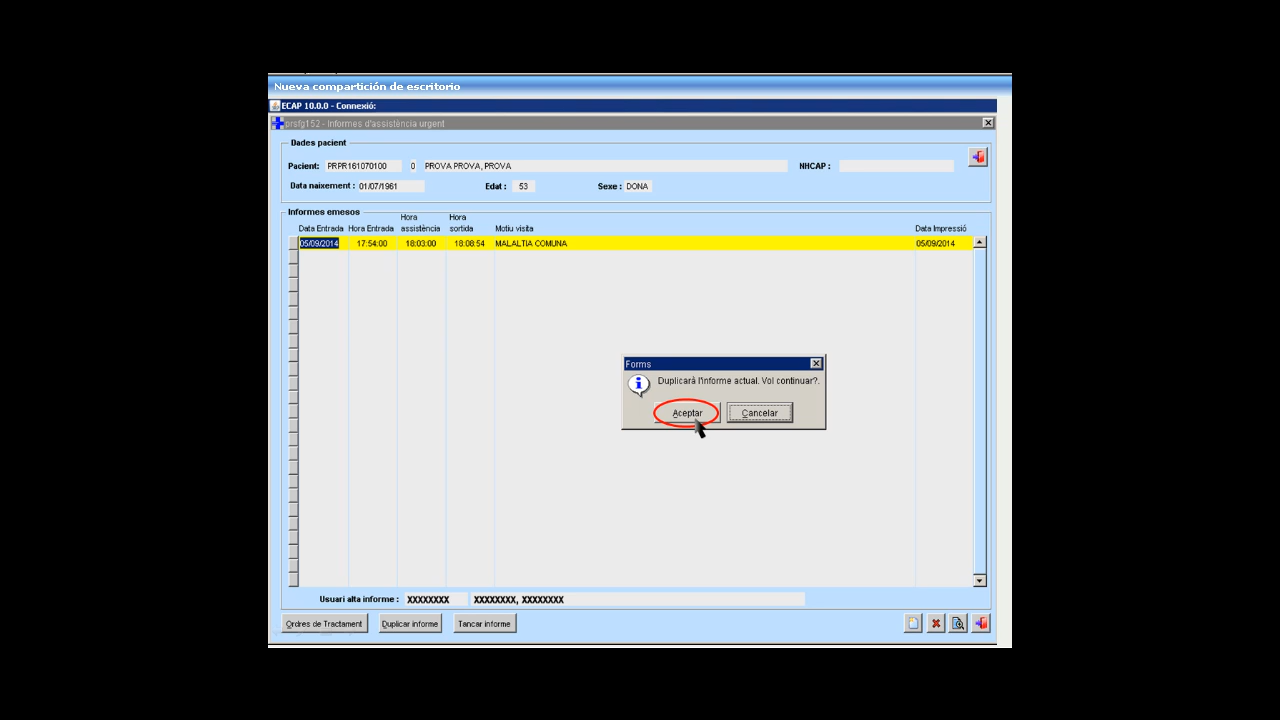 Nueva compartición de escritorio
ECAP 10.0.0 - Connexió:
prsfg152 - Informes d'assistència urgent
Dades pacient
Pacient: PRPR161070100 0 PROVA PROVA, PROVA NHCAP :
Data naixement : 01/07/1961 Edat : 53 Sexe : DONA
Informes emesos
Data Entrada Hora Entrada Hora assistència Hora sortida Motiu visita Data Impressió
05/09/2014 17:54:00 18:03:00 18:08:54 MALALTIA COMUNA 05/09/2014
Forms
Duplicarà l'informe actual. Vol continuar?.
Aceptar Cancelar
Usuari alta informe : XXXXXXXX XXXXXXXX, XXXXXXXX
Ordres de Tractament Duplicar informe Tancar informe